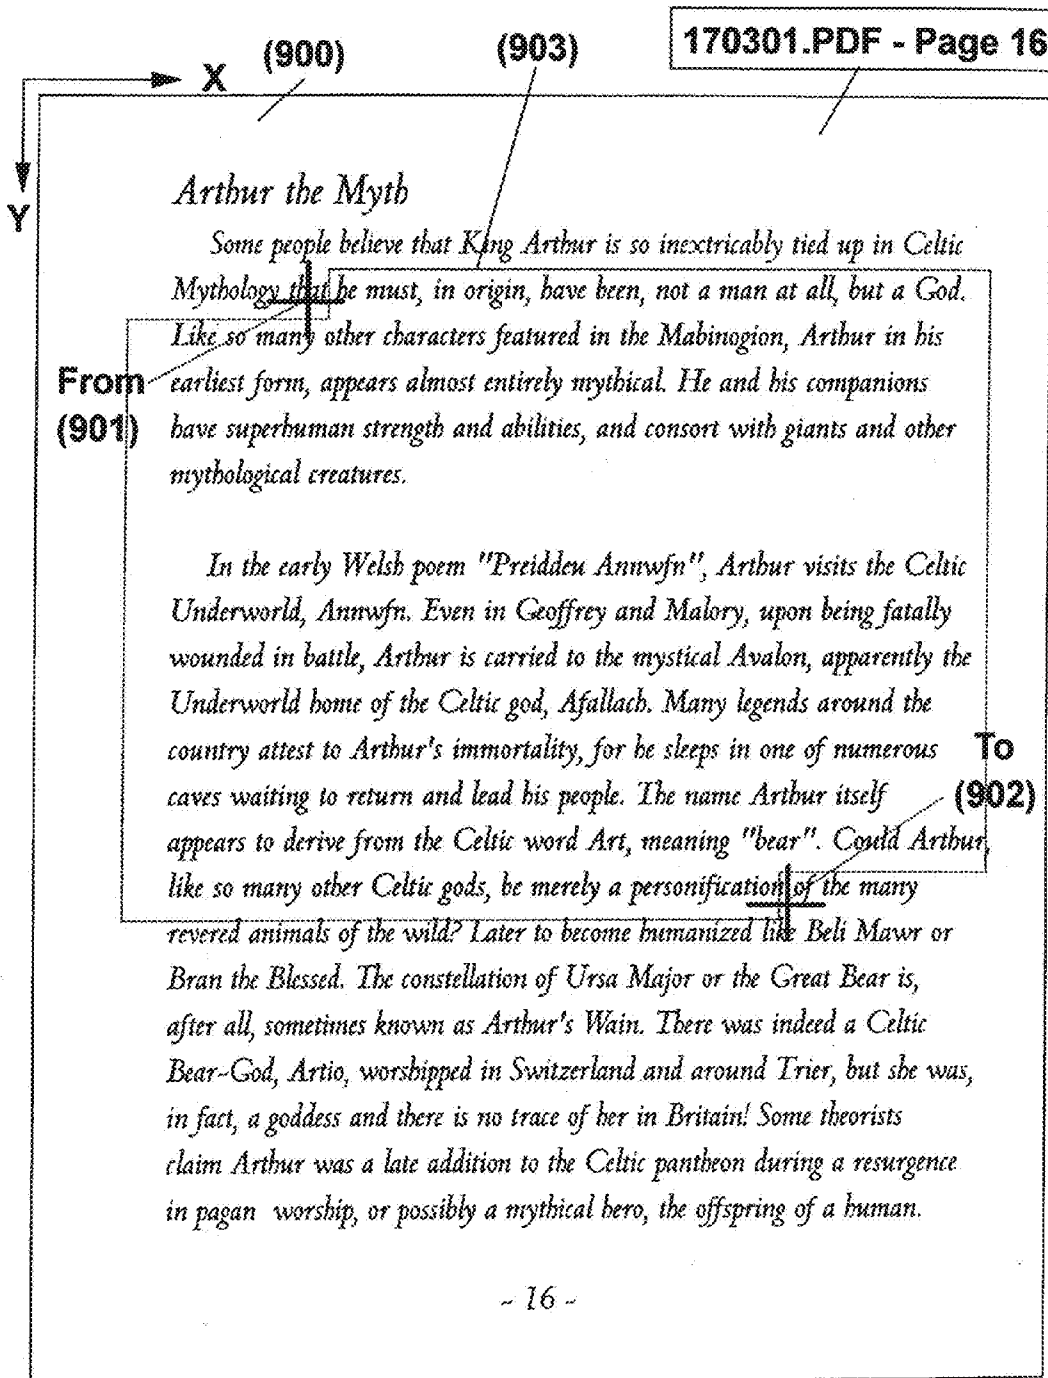 (900)
(903)
170301.PDF - Page 16
X
Y
Arthur the Myth
Some people believe that King Arthur is so inextricably tied up in Celtic
Mythology that he must, in origin, have been, not a man at all, but a God.
Like so many other characters featured in the Mabinogion, Arthur in his
From
(901)
earliest form, appears almost entirely mythical. He and his companions
have superhuman strength and abilities, and consort with giants and other
mythological creatures.
In the early Welsh poem "Preiddeu Annwfn", Arthur visits the Celtic
Underworld, Annwfn. Even in Geoffrey and Malory, upon being fatally
wounded in battle, Arthur is carried to the mystical Avalon, apparently the
Underworld home of the Celtic god, Afallach. Many legends around the
country attest to Arthur's immortality, for he sleeps in one of numerous
To
(902)
caves waiting to return and lead his people. The name Arthur itself
appears to derive from the Celtic word Art, meaning "bear". Could Arthur,
like so many other Celtic gods, be merely a personification of the many
revered animals of the wild? Later to become humanized like Beli Mawr or
Bran the Blessed. The constellation of Ursa Major or the Great Bear is,
after all, sometimes known as Arthur's Wain. There was indeed a Celtic
Bear-God, Artio, worshipped in Switzerland and around Trier, but she was,
in fact, a goddess and there is no trace of her in Britain! Some theorists
claim Arthur was a late addition to the Celtic pantheon during a resurgence
in pagan worship, or possibly a mythical hero, the offspring of a human.
~ 16 ~